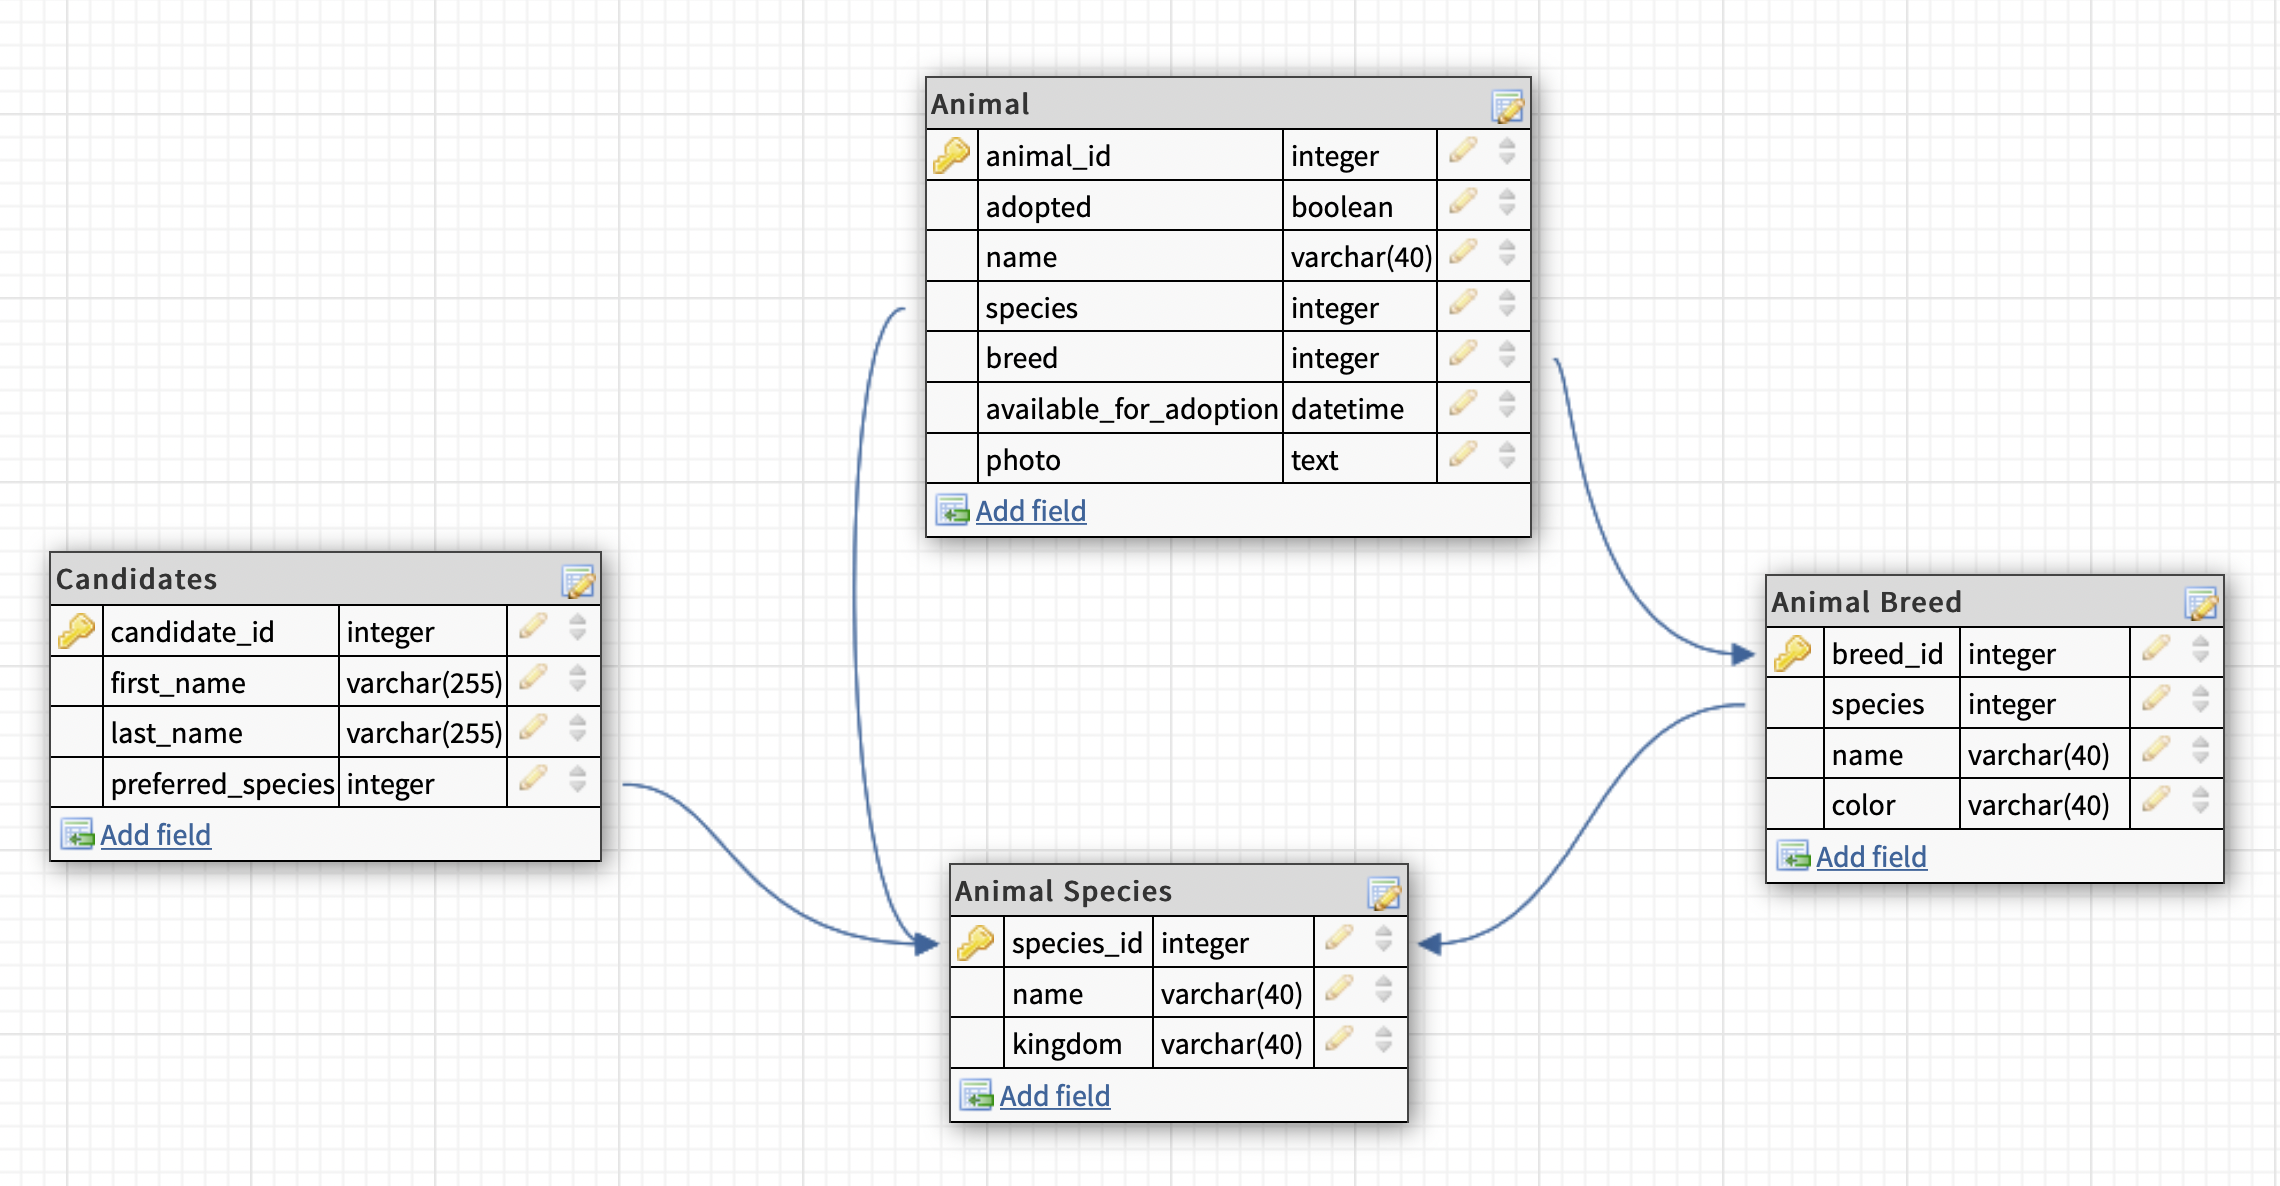 Animal
animal_id integer
adopted boolean
name varchar(40)
species integer
breed integer
available_for_adoption datetime
photo text
Add field
Candidates
candidate_id integer
first_name varchar(255)
last_name varchar(255)
preferred_species integer
Add field
Animal Breed
breed_id integer
species integer
name varchar(40)
color varchar(40)
Add field
Animal Species
species_id integer
name varchar(40)
kingdom varchar(40)
Add field